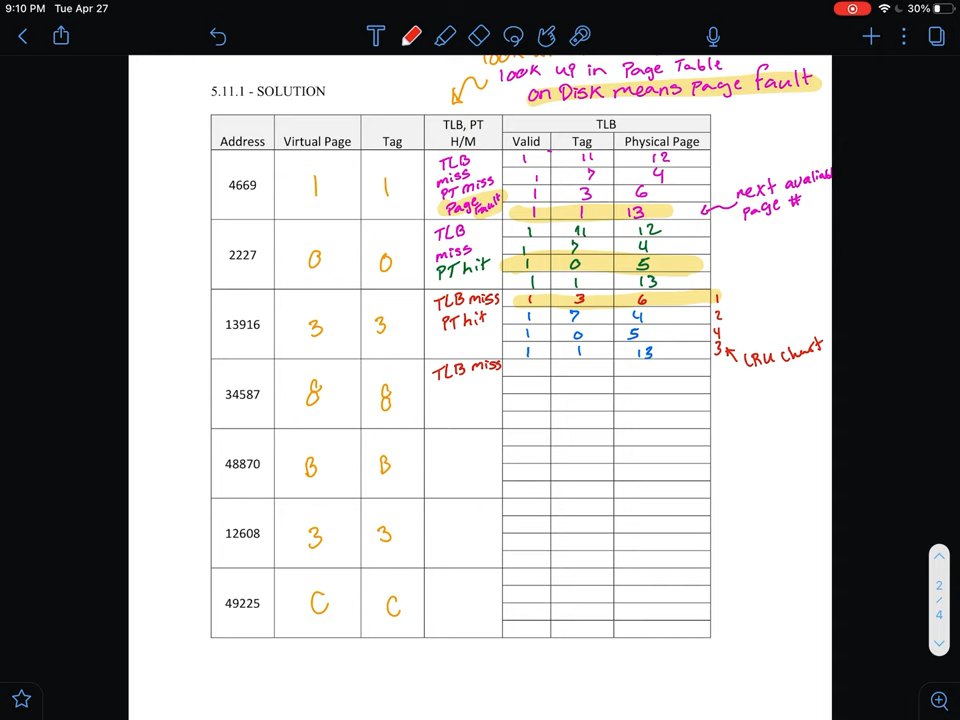 9:10 PM Tue Apr 27
30%
look up in Page Table
on Disk means page fault
5.11.1 - SOLUTION
Address Virtual Page Tag TLB, PT H/M TLB
Valid Tag Physical Page
4669 1 1 TLB miss PT miss Page fault
1 11 12
1 7 4
1 3 6
1 1 13
next avaliable page #
2227 0 0 TLB miss PT hit
1 11 12
1 7 4
1 0 5
1 1 13
13916 3 3 TLB miss PT hit
1 3 6 1
1 7 4 2
1 0 5 4
1 1 13 3
LRU chart
34587 8 8 TLB miss
48870 B B
12608 3 3
49225 C C
2
/
4